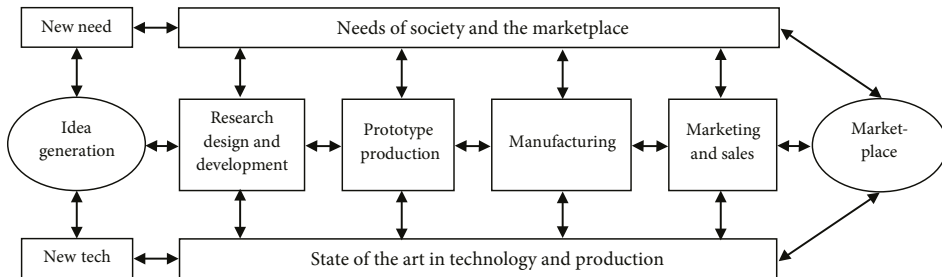 New need
Needs of society and the marketplace
Idea
generation
Research
design and
development
Prototype
production
Manufacturing
Marketing
and sales
Market-
place
New tech
State of the art in technology and production